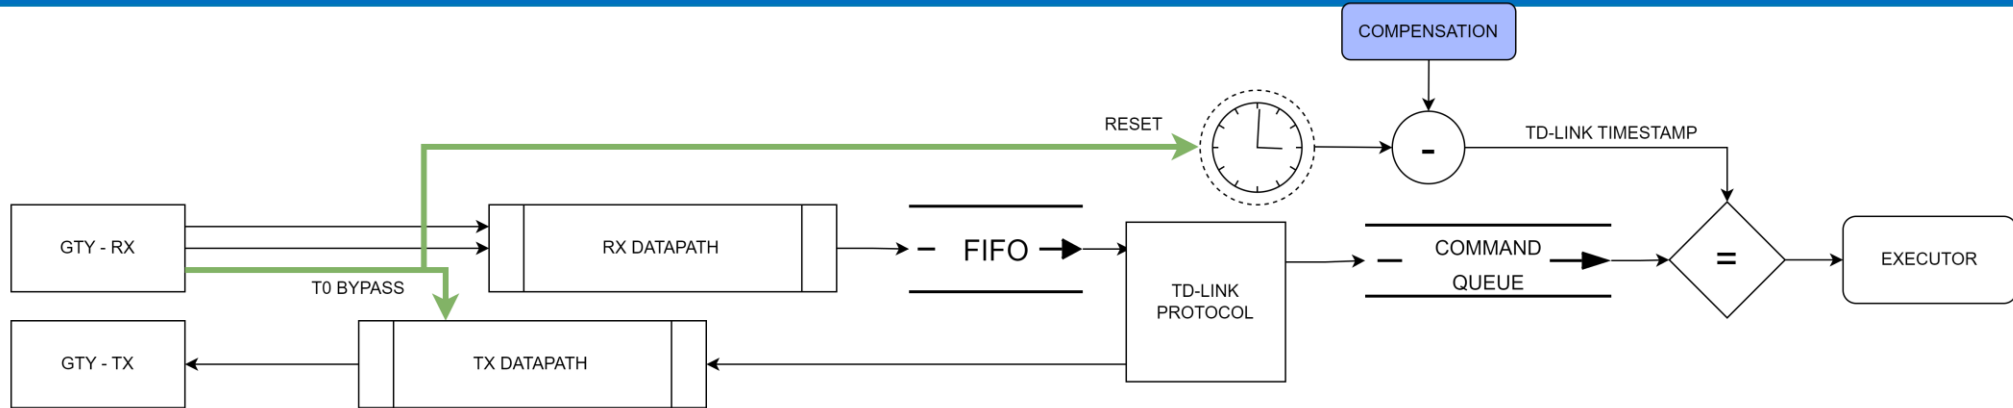 COMPENSATION
RESET
TD-LINK TIMESTAMP
-
GTY - RX
RX DATAPATH
FIFO
COMMAND
QUEUE
=
EXECUTOR
T0 BYPASS
TD-LINK
PROTOCOL
GTY - TX
TX DATAPATH